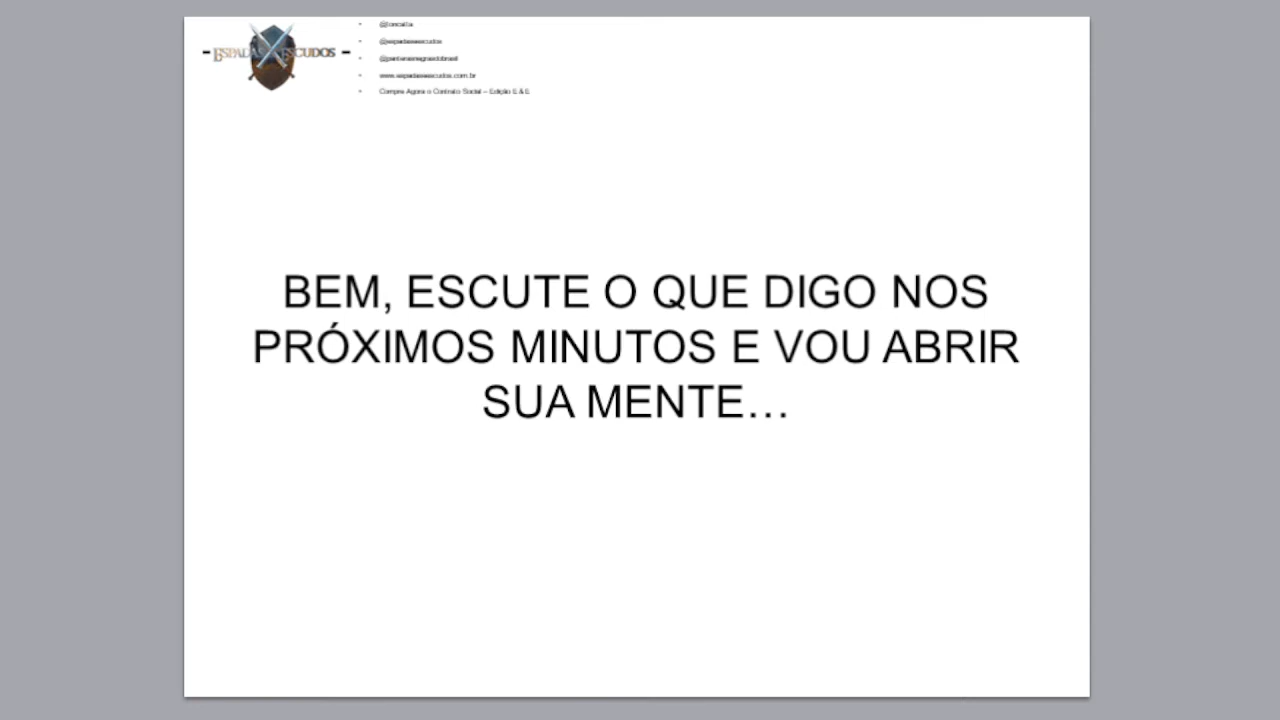 ESPADAS ESCUDOS
• @espadaseescudos
• @panterasnegrasdobrasil
• www.espadaseescudos.com.br
• Compre Agora o Contrato Social – Edição E & E
BEM, ESCUTE O QUE DIGO NOS
PRÓXIMOS MINUTOS E VOU ABRIR
SUA MENTE…